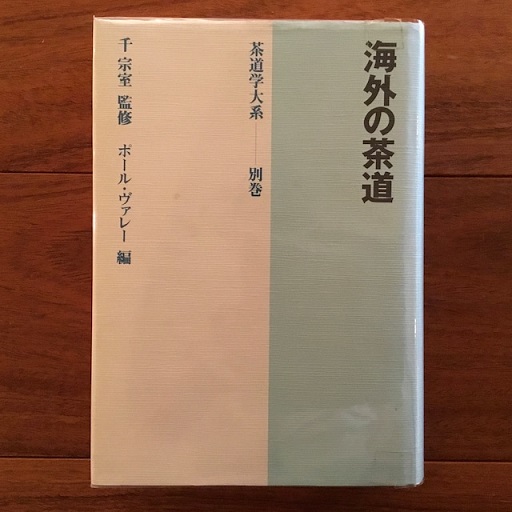 海外の茶道
茶道学大系 別巻
千 宗室 監修 ポール・ヴァレー 編